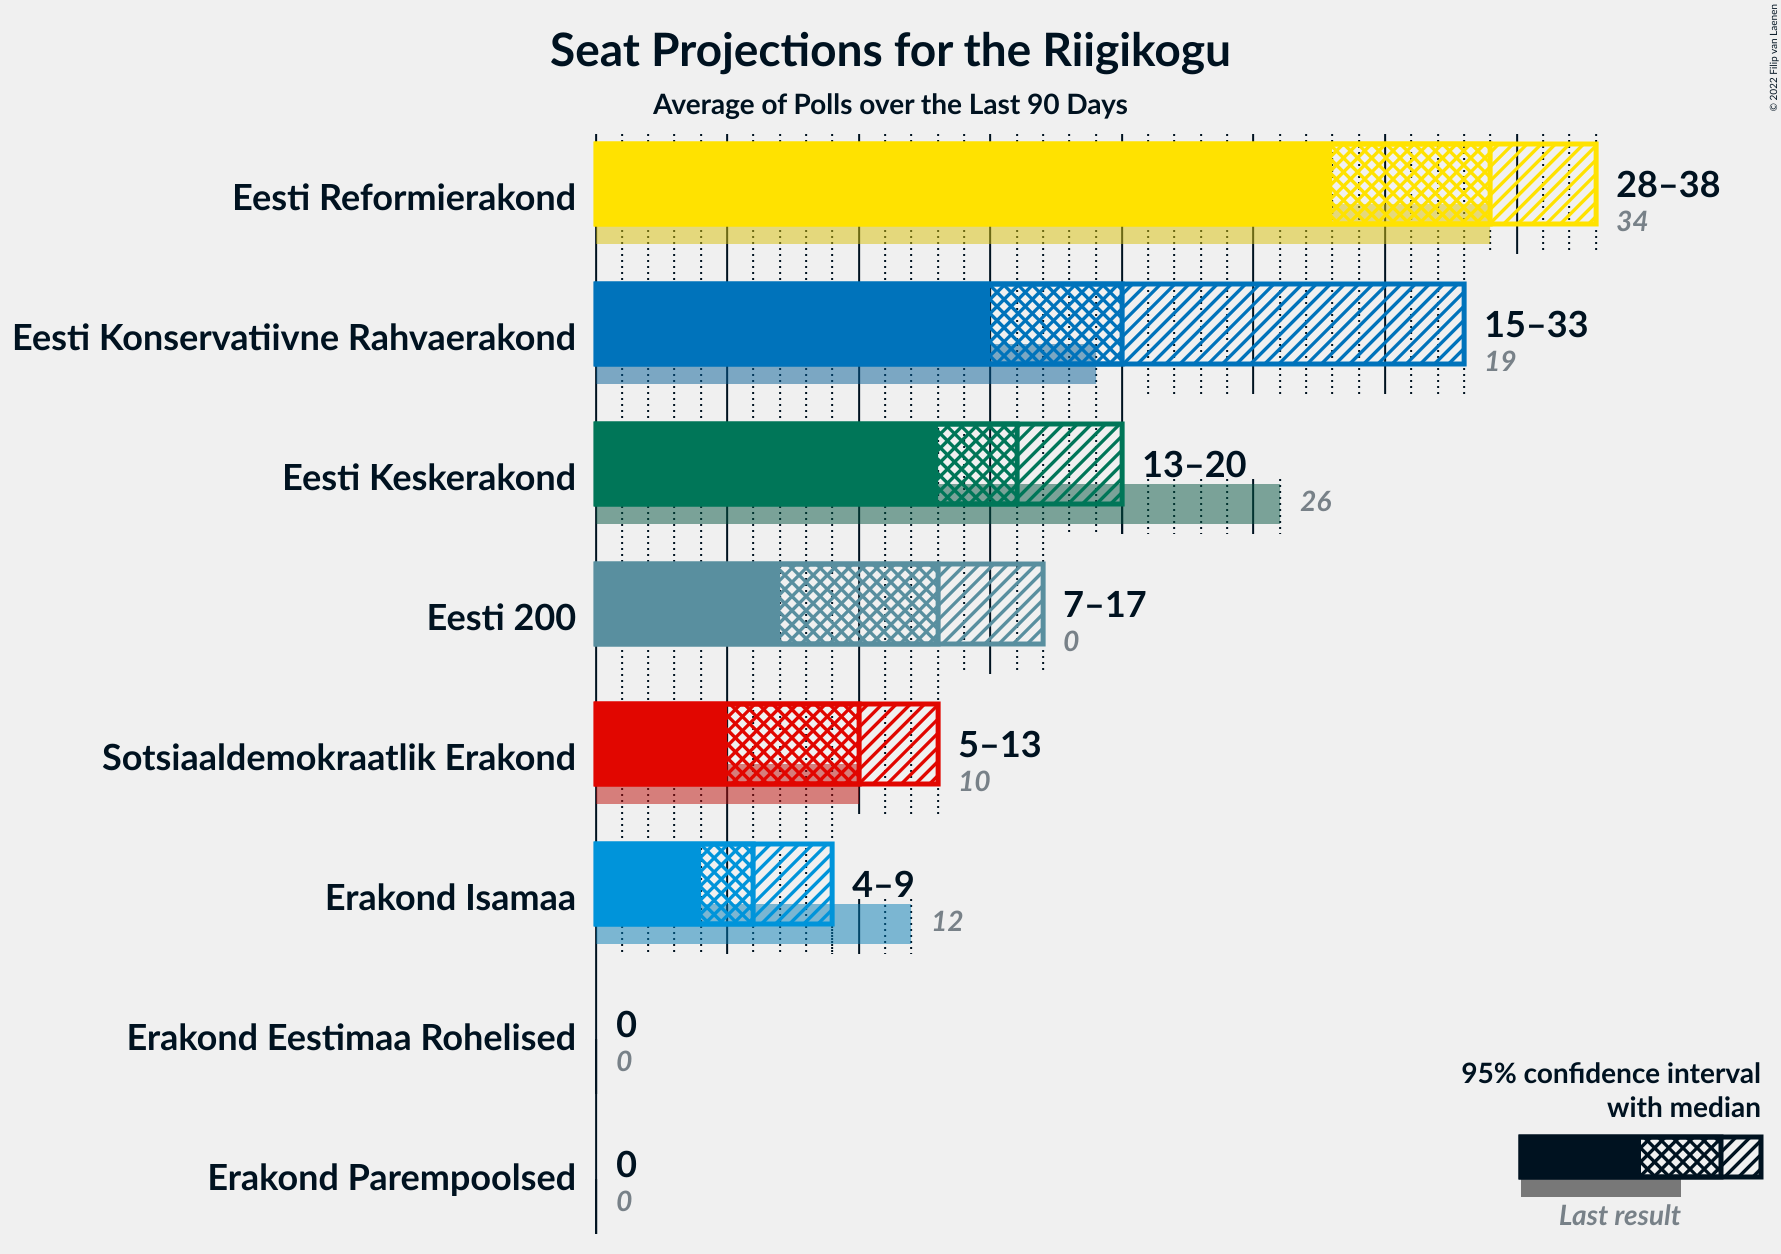 Seat Projections for the Riigikogu
Average of Polls over the Last 90 Days
© 2022 Filip van Laenen
Eesti Reformierakond
28–38
34
Eesti Konservatiivne Rahvaerakond
15–33
19
Eesti Keskerakond
13–20
26
Eesti 200
7–17
0
Sotsiaaldemokraatlik Erakond
5–13
10
Erakond Isamaa
4–9
12
Erakond Eestimaa Rohelised
0
0
Erakond Parempoolsed
0
0
95% confidence interval
with median
Last result